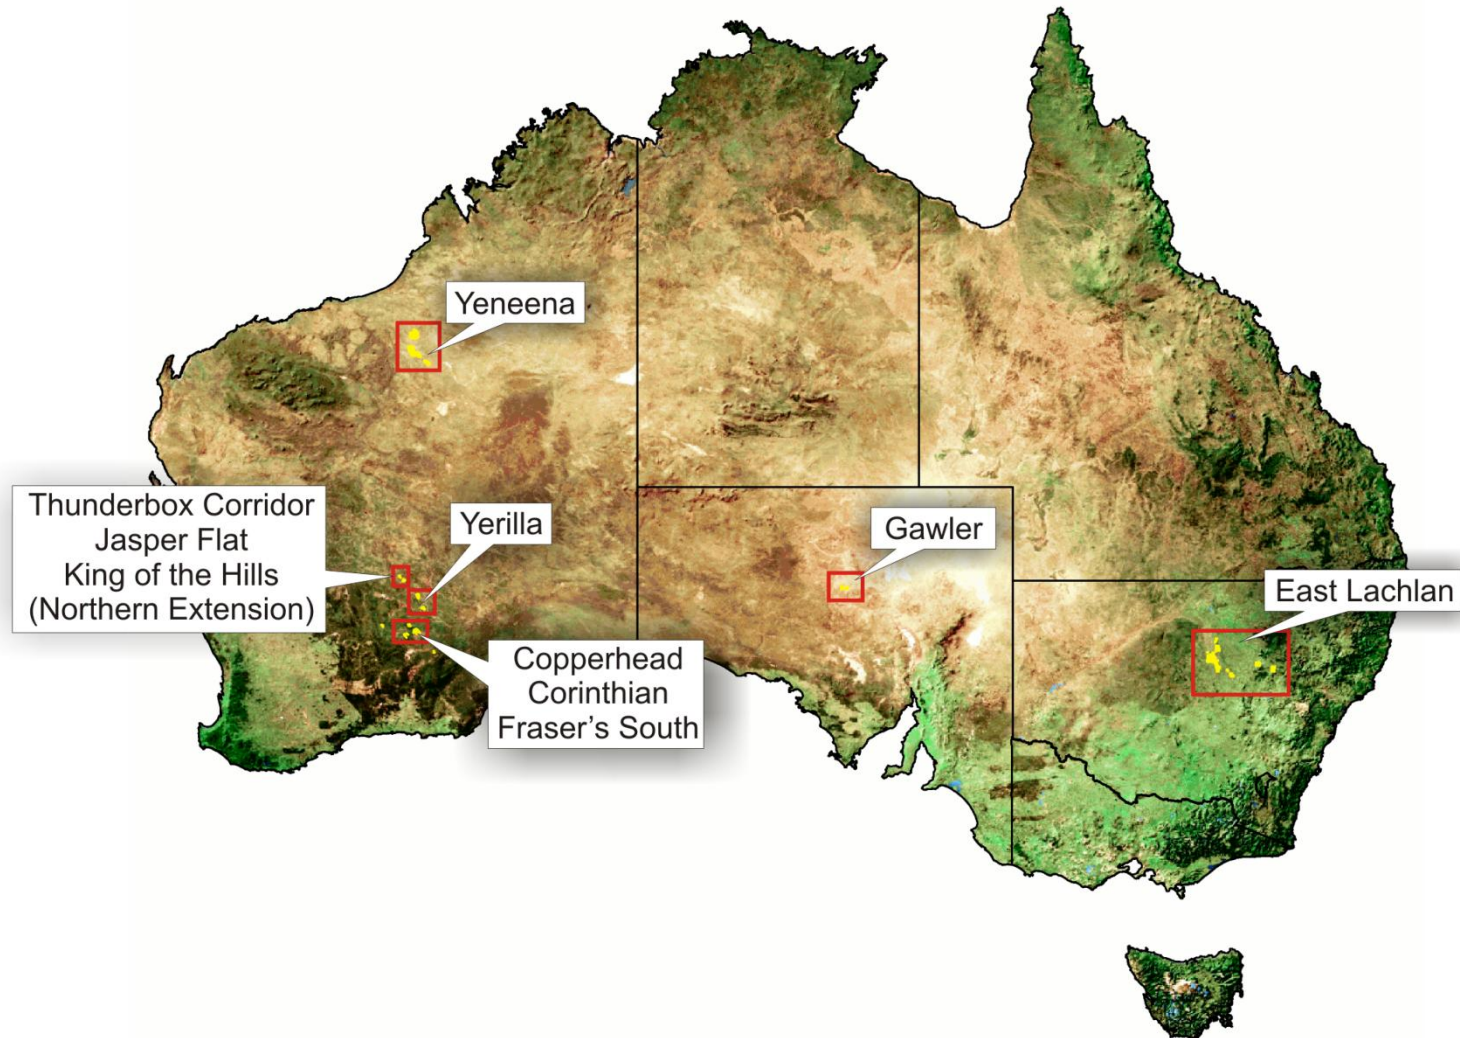 Yeneena
Thunderbox Corridor
Jasper Flat
King of the Hills
(Northern Extension)
Yerilla
Gawler
East Lachlan
Copperhead
Corinthian
Fraser's South